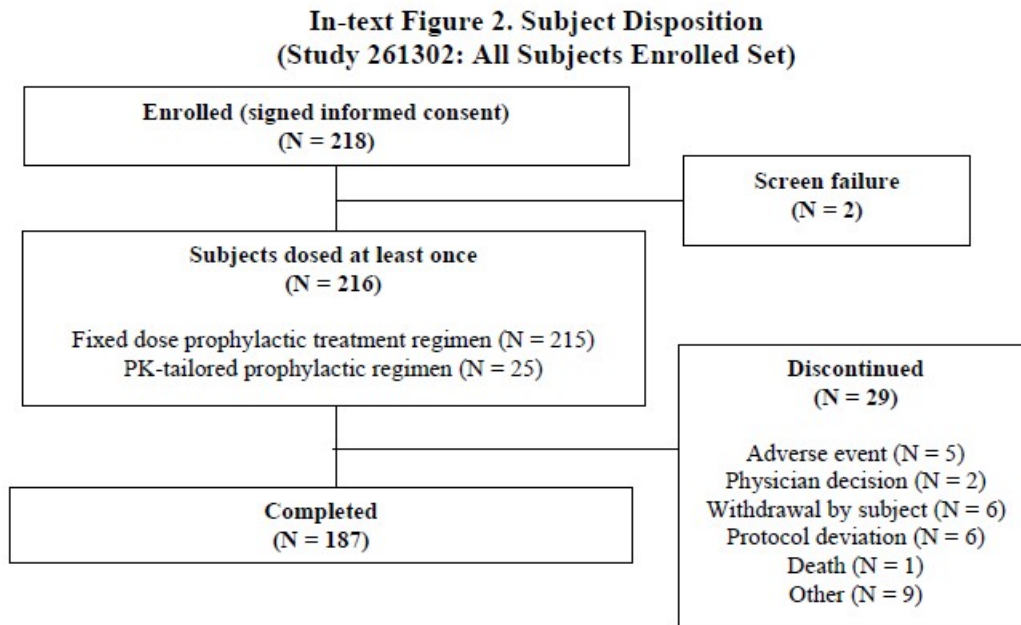 In-text Figure 2. Subject Disposition
(Study 261302: All Subjects Enrolled Set)
Enrolled (signed informed consent)
(N = 218)
Screen failure
(N = 2)
Subjects dosed at least once
(N = 216)
Fixed dose prophylactic treatment regimen (N = 215)
PK-tailored prophylactic regimen (N = 25)
Discontinued
(N = 29)
Adverse event (N = 5)
Physician decision (N = 2)
Withdrawal by subject (N = 6)
Protocol deviation (N = 6)
Death (N = 1)
Other (N = 9)
Completed
(N = 187)